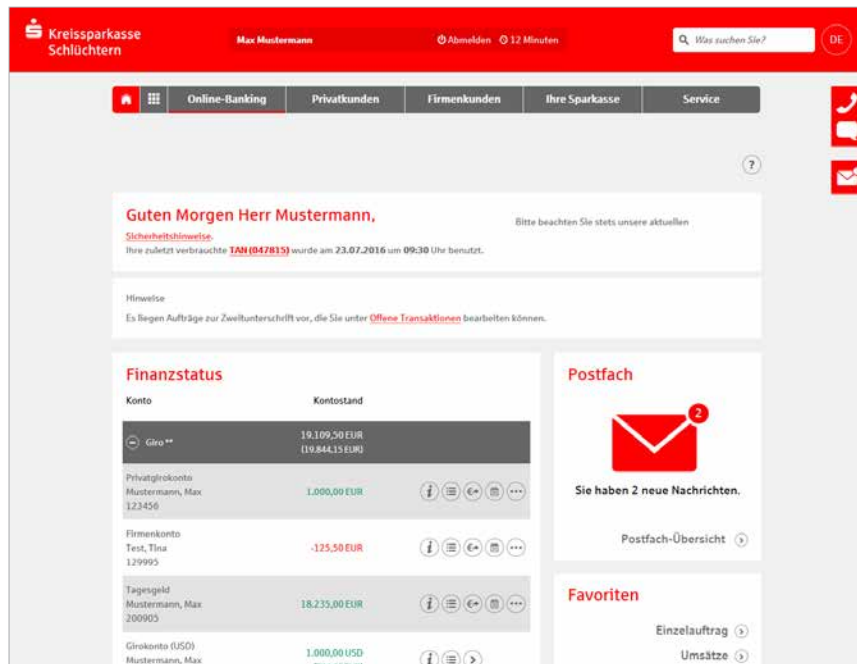 Kreissparkasse
Schlüchtern
Max Mustermann
Abmelden 12 Minuten
Was suchen Sie?
DE
Online-Banking
Privatkunden
Firmenkunden
Ihre Sparkasse
Service
?
Guten Morgen Herr Mustermann,
Bitte beachten Sie stets unsere aktuellen
Sicherheitshinweise.
Ihre zuletzt verbrauchte TAN (047815) wurde am 23.07.2016 um 09:30 Uhr benutzt.
Hinweise
Es liegen Aufträge zur Zweitunterschrift vor, die Sie unter Offene Transaktionen bearbeiten können.
Finanzstatus
Konto Kontostand
Giro **
19.109,50 EUR
(19.844,15 EUR)
Privatgirokonto
Mustermann, Max
123456
1.000,00 EUR
Firmenkonto
Test, Tina
129995
-125,50 EUR
Tagesgeld
Mustermann, Max
200905
18.235,00 EUR
Girokonto (USD)
Mustermann, Max
1.000,00 USD
Postfach
2
Sie haben 2 neue Nachrichten.
Postfach-Übersicht
Favoriten
Einzelauftrag
Umsätze